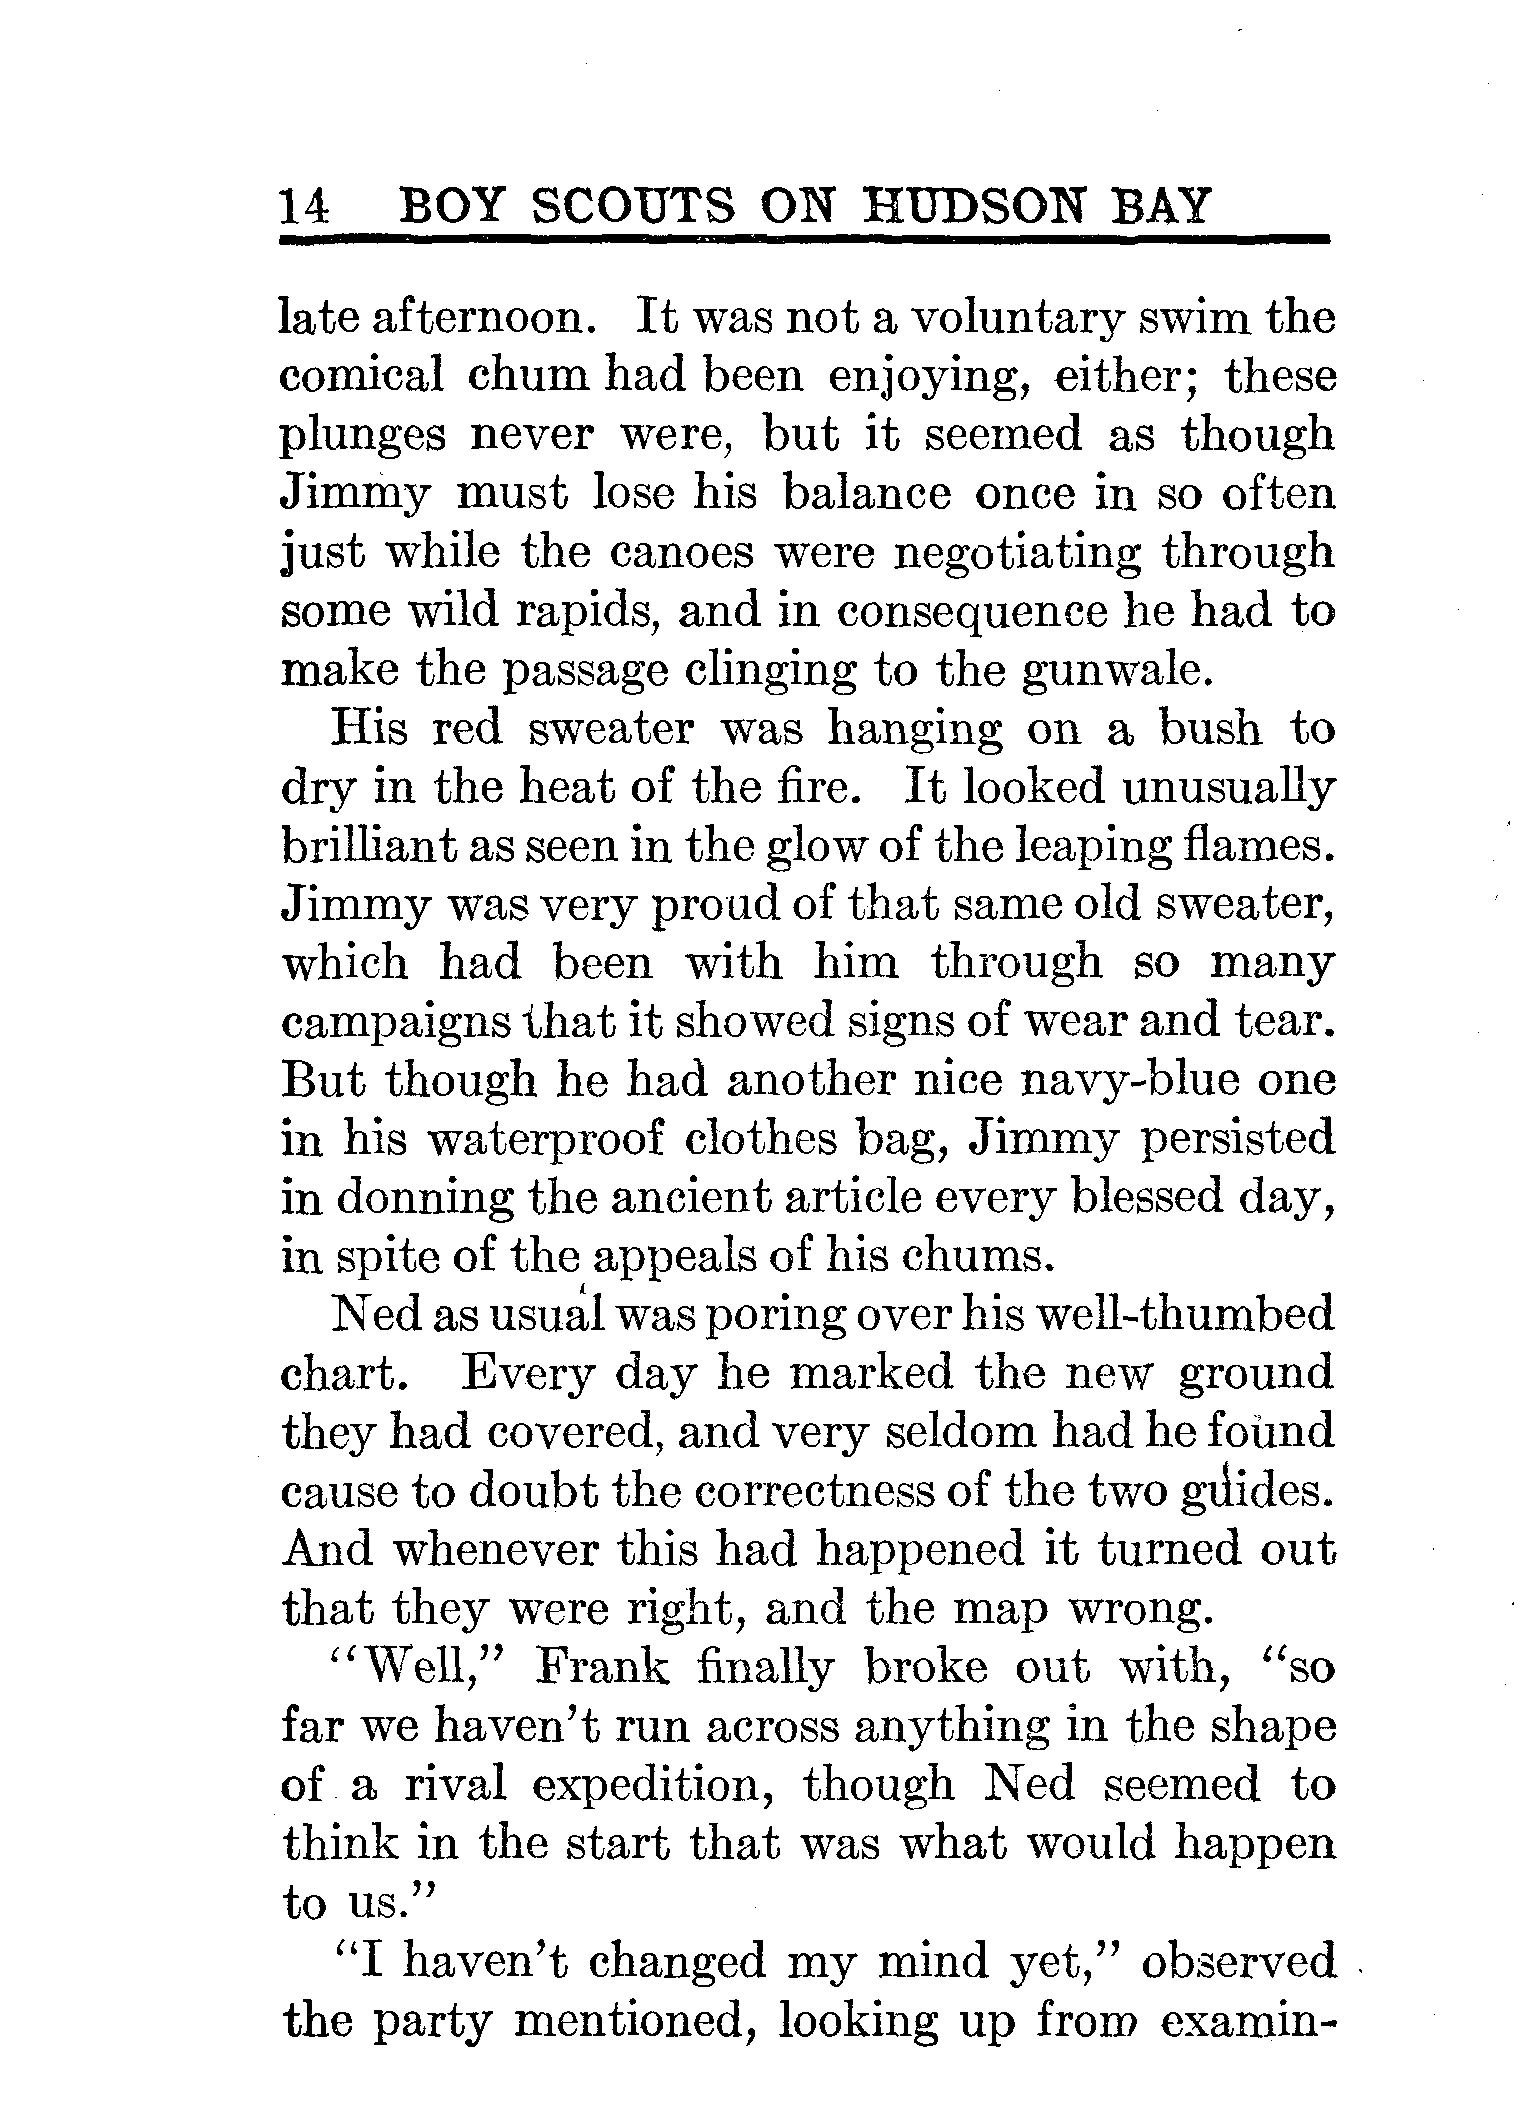 14 BOY SCOUTS ON HUDSON BAY
late afternoon. It was not a voluntary swim the
comical chum had been enjoying, either; these
plunges never were, but it seemed as though
Jimmy must lose his balance once in so often
just while the canoes were negotiating through
some wild rapids, and in consequence he had to
make the passage clinging to the gunwale.
His red sweater was hanging on a bush to
dry in the heat of the fire. It looked unusually
brilliant as seen in the glow of the leaping flames.
Jimmy was very proud of that same old sweater,
which had been with him through so many
campaigns that it showed signs of wear and tear.
But though he had another nice navy-blue one
in his waterproof clothes bag, Jimmy persisted
in donning the ancient article every blessed day,
in spite of the appeals of his chums.
Ned as usual was poring over his well-thumbed
chart. Every day he marked the new ground
they had covered, and very seldom had he found
cause to doubt the correctness of the two guides.
And whenever this had happened it turned out
that they were right, and the map wrong.
"Well," Frank finally broke out with, "so
far we haven't run across anything in the shape
of a rival expedition, though Ned seemed to
think in the start that was what would happen
to us."
"I haven't changed my mind yet," observed
the party mentioned, looking up from examin-